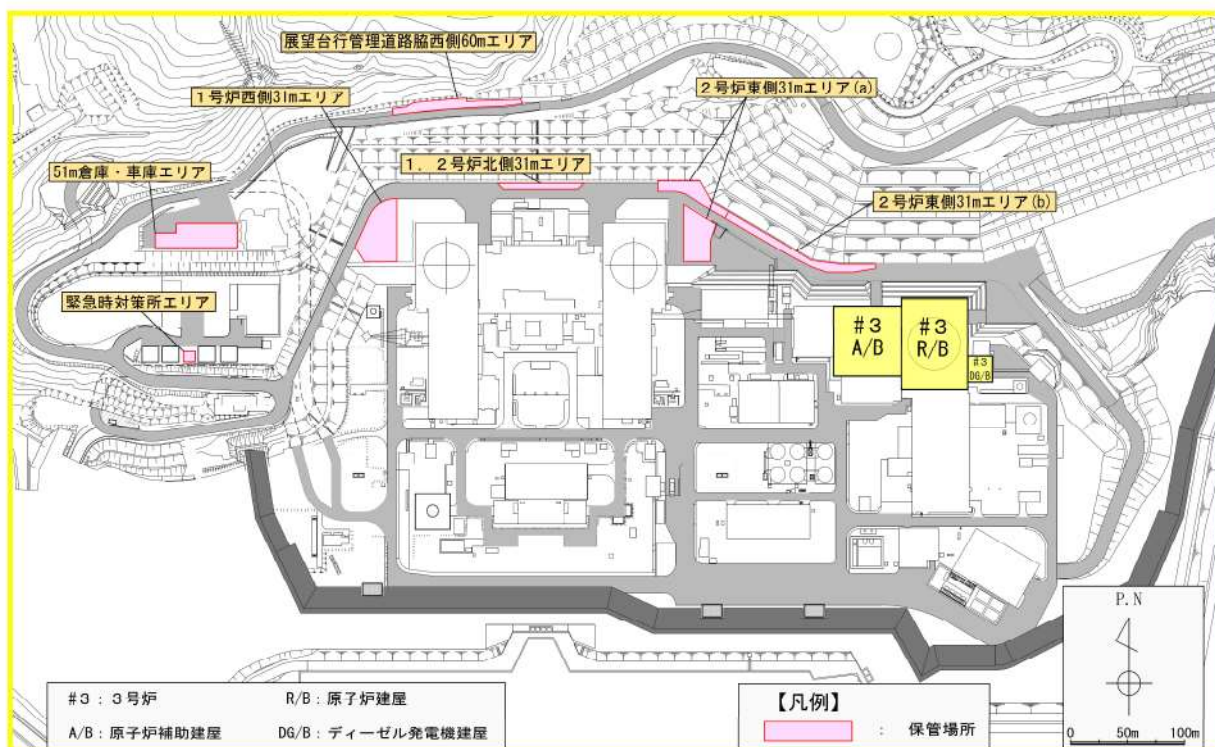 展望台行管理道路脇西側60mエリア
1号炉西側31mエリア
2号炉東側31mエリア(a)
51m倉庫・車庫エリア
1,2号炉北側31mエリア
2号炉東側31mエリア(b)
緊急時対策所エリア
#3
A/B
#3
R/B
#3
DG/B
P.N
0 50m 100m
#3:3号炉
R/B:原子炉建屋
A/B:原子炉補助建屋
DG/B:ディーゼル発電機建屋
【凡例】
:保管場所